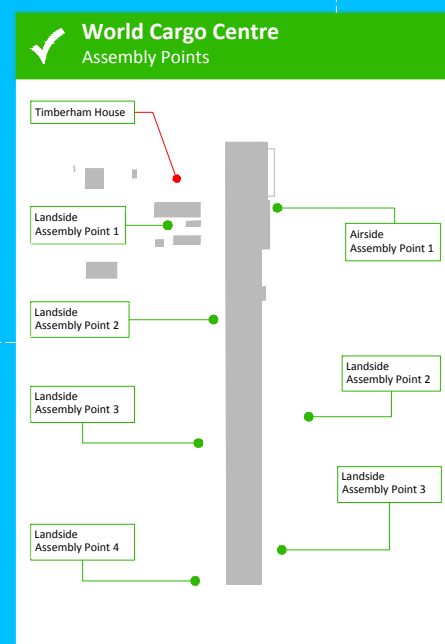 World Cargo Centre
Assembly Points
Timberham House
Landside
Assembly Point 1
Airside
Assembly Point 1
Landside
Assembly Point 2
Landside
Assembly Point 2
Landside
Assembly Point 3
Landside
Assembly Point 3
Landside
Assembly Point 4